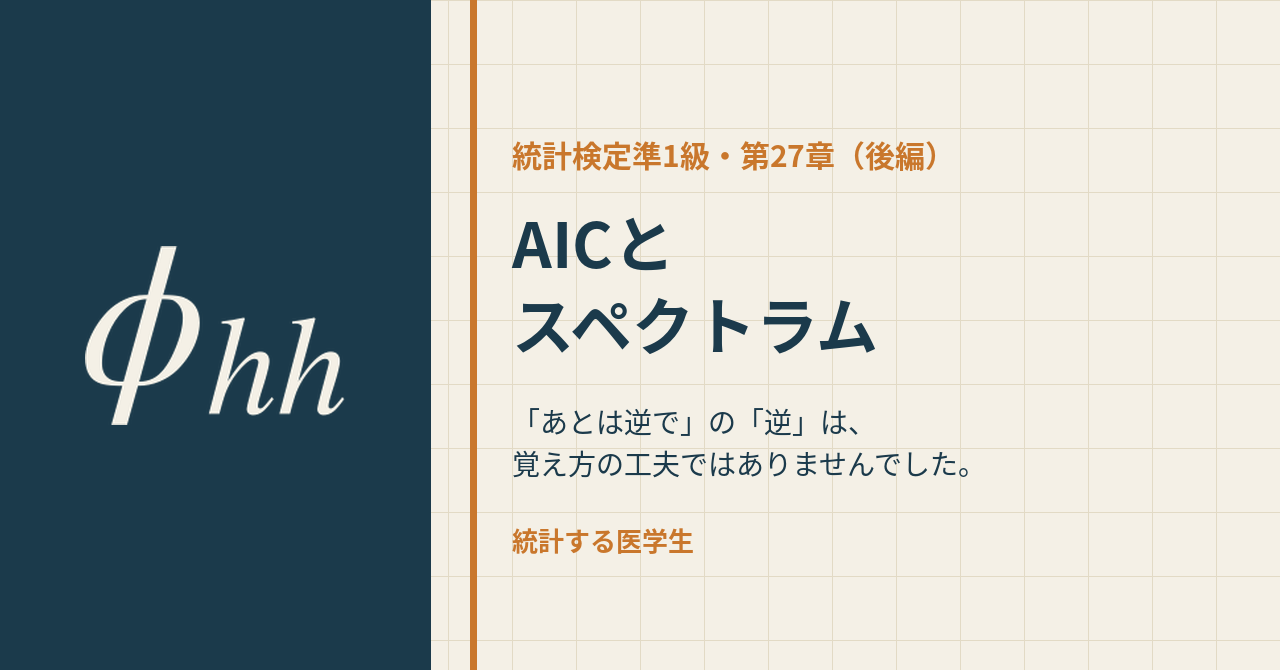 ϕhh
統計検定準1級・第27章（後編）
AICと
スペクトラム
「あとは逆で」の「逆」は、
覚え方の工夫ではありませんでした。
統計する医学生